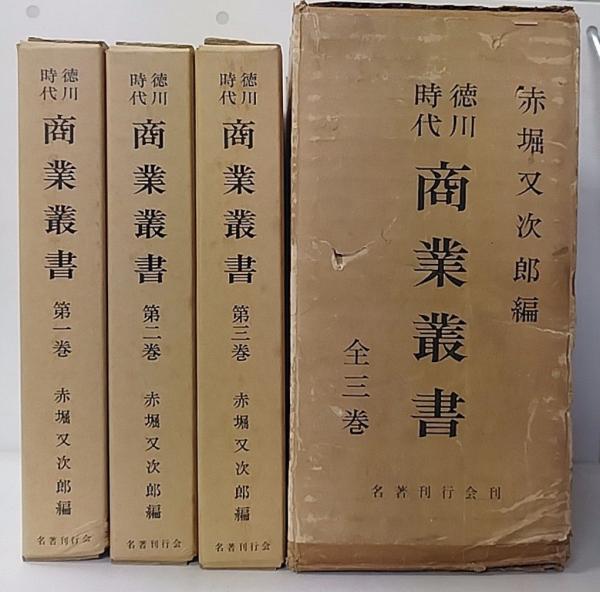 徳川
時代
商業叢書
第一巻
赤堀又次郎編
名著刊行会
徳川
時代
商業叢書
第二巻
赤堀又次郎編
名著刊行会
徳川
時代
商業叢書
第三巻
赤堀又次郎編
名著刊行会
赤堀又次郎編
徳川
時代
商業叢書
全三巻
名著刊行会刊